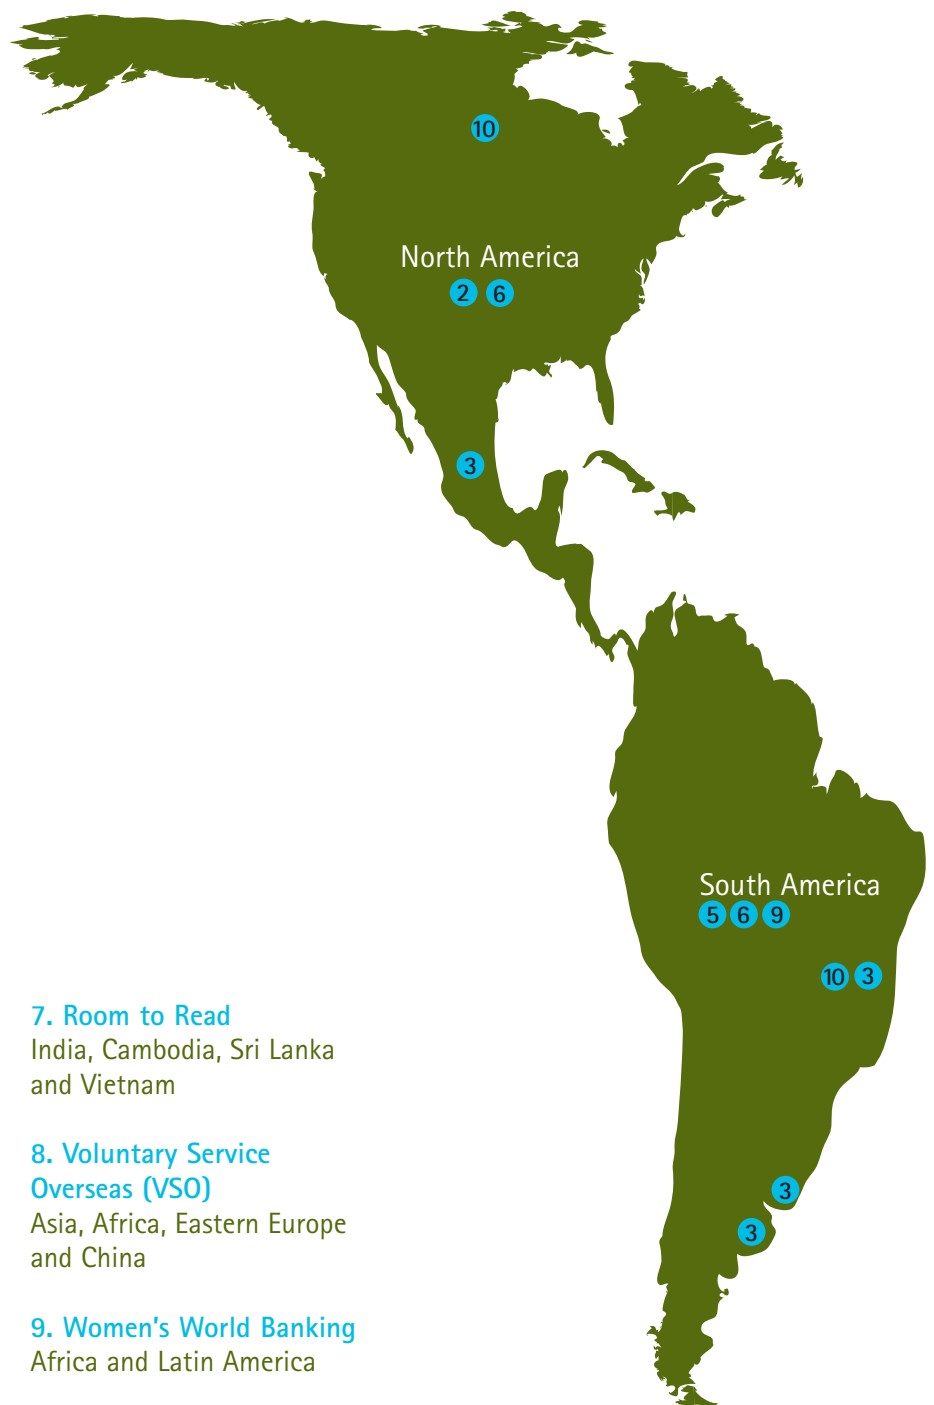 10
North America
2 6
3
South America
5 6 9
10 3
7. Room to Read
India, Cambodia, Sri Lanka
and Vietnam
8. Voluntary Service
Overseas (VSO)
Asia, Africa, Eastern Europe
and China
9. Women's World Banking
Africa and Latin America
3
3